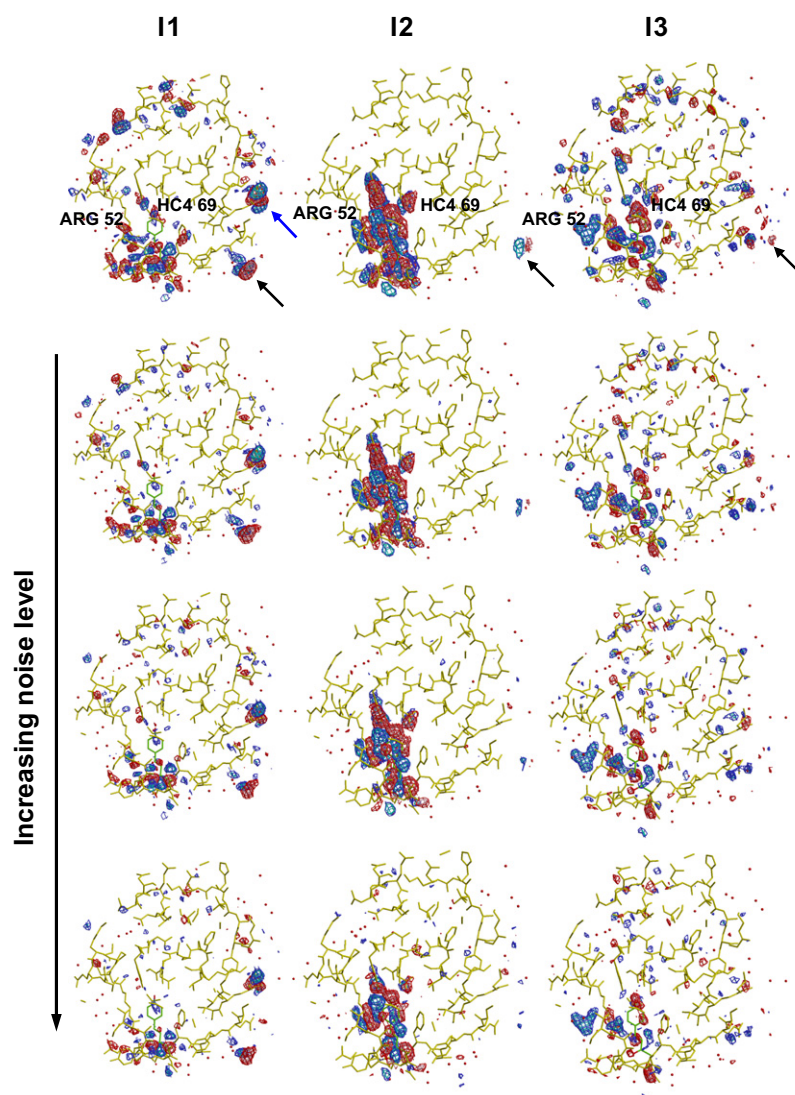 I1 I2 I3
ARG 52 HC4 69 ARG 52 HC4 69 ARG 52 HC4 69
Increasing noise level